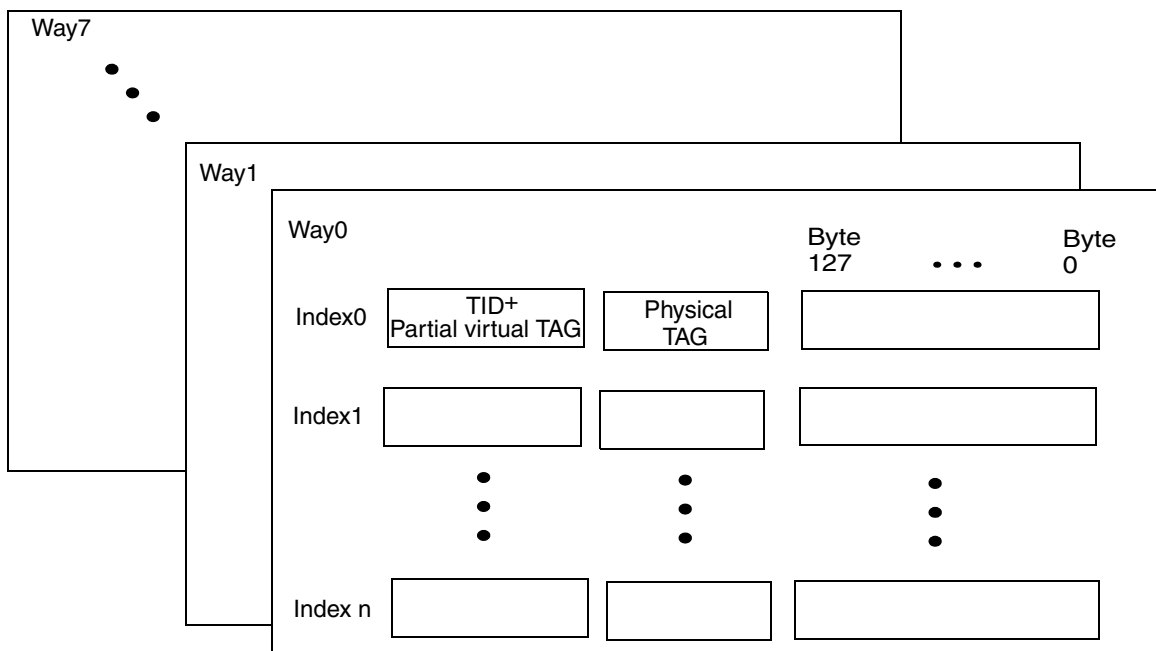 Way7
Way1
Way0
Byte
127
Byte
0
Index0
TID+
Partial virtual TAG
Physical
TAG
Index1
Index n